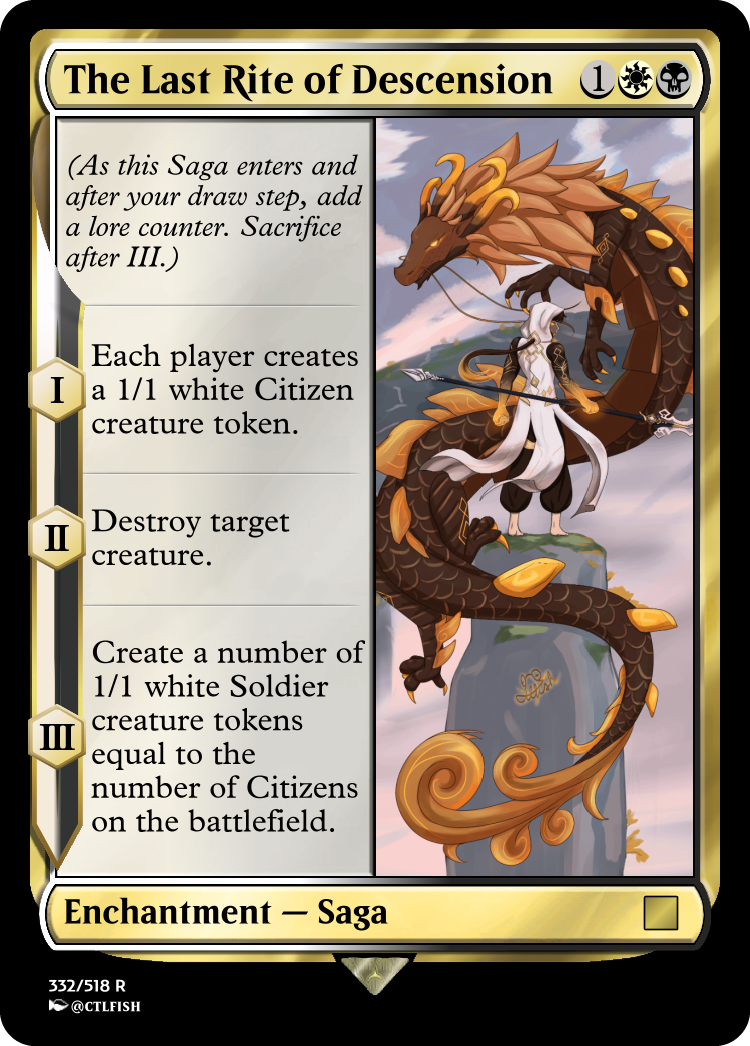 The Last Rite of Descension 1
(As this Saga enters and
after your draw step, add
a lore counter. Sacrifice
after III.)
I
Each player creates
a 1/1 white Citizen
creature token.
II
Destroy target
creature.
III
Create a number of
1/1 white Soldier
creature tokens
equal to the
number of Citizens
on the battlefield.
Enchantment — Saga
332/518 R
@CTLFISH